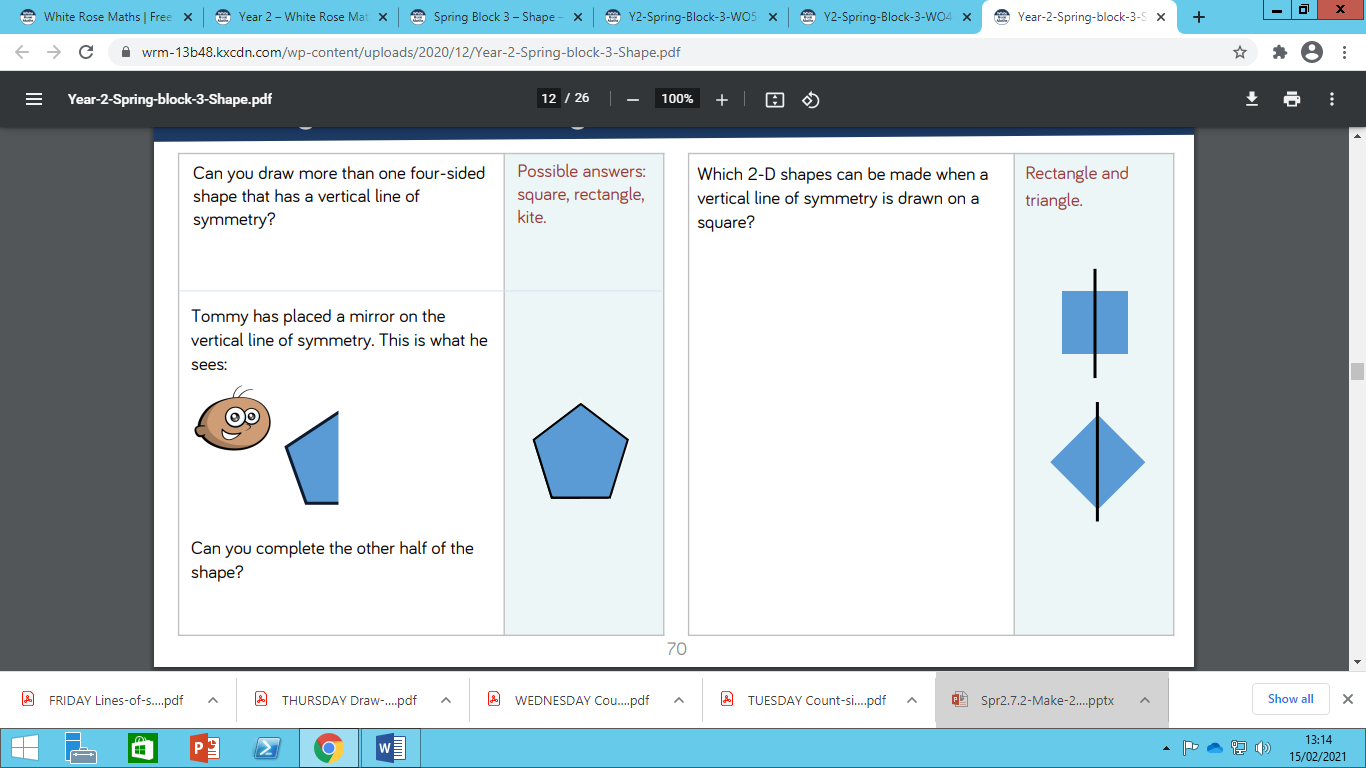 White Rose Maths | Free
Year 2 – White Rose Mat
Spring Block 3 – Shape –
Y2-Spring-Block-3-WO5
Y2-Spring-Block-3-WO4
Year-2-Spring-block-3-S
wrm-13b48.kxcdn.com/wp-content/uploads/2020/12/Year-2-Spring-block-3-Shape.pdf
Year-2-Spring-block-3-Shape.pdf
12 / 26
100%
Can you draw more than one four-sided
shape that has a vertical line of
symmetry?
Possible answers:
square, rectangle,
kite.
Tommy has placed a mirror on the
vertical line of symmetry. This is what he
sees:
Can you complete the other half of the
shape?
Which 2-D shapes can be made when a
vertical line of symmetry is drawn on a
square?
Rectangle and
triangle.
70
FRIDAY Lines-of-s....pdf
THURSDAY Draw-....pdf
WEDNESDAY Cou....pdf
TUESDAY Count-si....pdf
Spr2.7.2-Make-2....pptx
Show all
13:14
15/02/2021